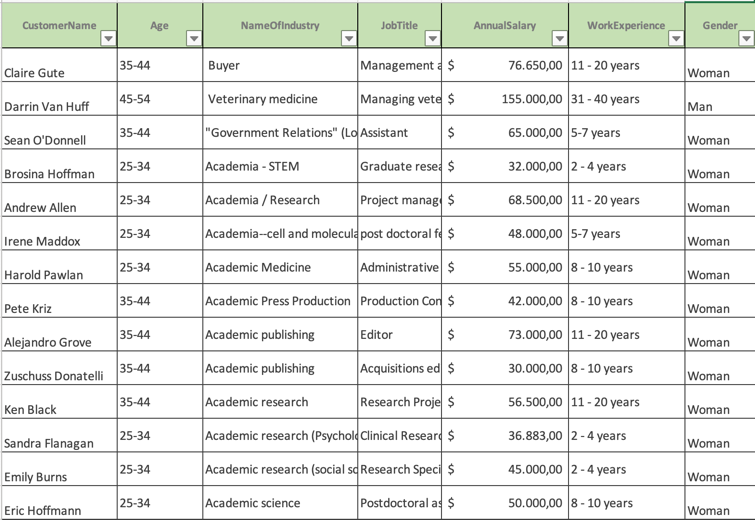 CustomerName Age NameOfIndustry JobTitle AnnualSalary WorkExperience Gender
Claire Gute 35-44 Buyer Management a $ 76.650,00 11 - 20 years Woman
Darrin Van Huff 45-54 Veterinary medicine Managing vete $ 155.000,00 31 - 40 years Man
Sean O'Donnell 35-44 "Government Relations" (Lo Assistant $ 65.000,00 5-7 years Woman
Brosina Hoffman 25-34 Academia - STEM Graduate resea $ 32.000,00 2 - 4 years Woman
Andrew Allen 25-34 Academia / Research Project manag $ 68.500,00 11 - 20 years Woman
Irene Maddox 25-34 Academia--cell and molecula post doctoral fe $ 48.000,00 5-7 years Woman
Harold Pawlan 25-34 Academic Medicine Administrative $ 55.000,00 8 - 10 years Woman
Pete Kriz 35-44 Academic Press Production Production Con $ 42.000,00 8 - 10 years Woman
Alejandro Grove 35-44 Academic publishing Editor $ 73.000,00 11 - 20 years Woman
Zuschuss Donatelli 35-44 Academic publishing Acquisitions ed $ 30.000,00 8 - 10 years Woman
Ken Black 35-44 Academic research Research Proje $ 56.500,00 11 - 20 years Woman
Sandra Flanagan 25-34 Academic research (Psycholo Clinical Researc $ 36.883,00 2 - 4 years Woman
Emily Burns 25-34 Academic research (social sc Research Speci $ 45.000,00 2 - 4 years Woman
Eric Hoffmann 25-34 Academic science Postdoctoral as $ 50.000,00 8 - 10 years Woman